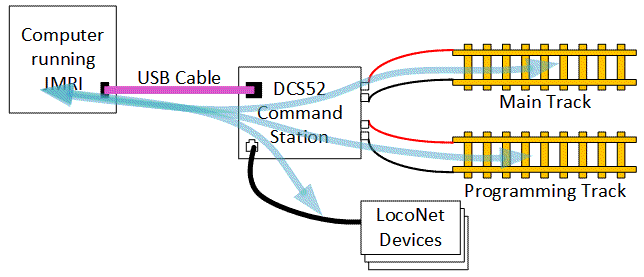 Computer
running
JMRI
USB Cable
DCS52
Command
Station
Main Track
Programming Track
LocoNet
Devices